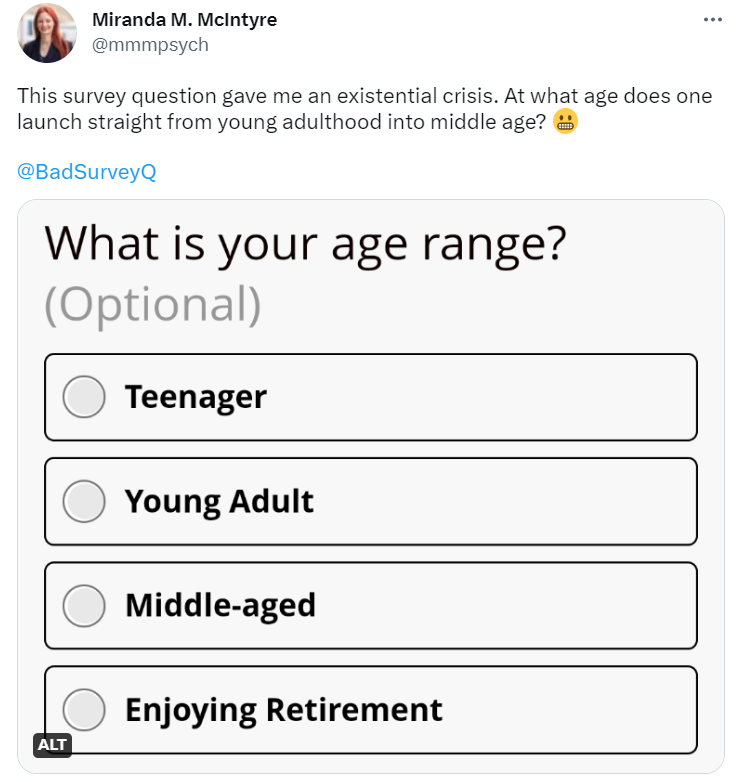 Miranda M. McIntyre
@mmmpsych
This survey question gave me an existential crisis. At what age does one
launch straight from young adulthood into middle age? 😬
@BadSurveyQ
What is your age range?
(Optional)
Teenager
Young Adult
Middle-aged
Enjoying Retirement
ALT